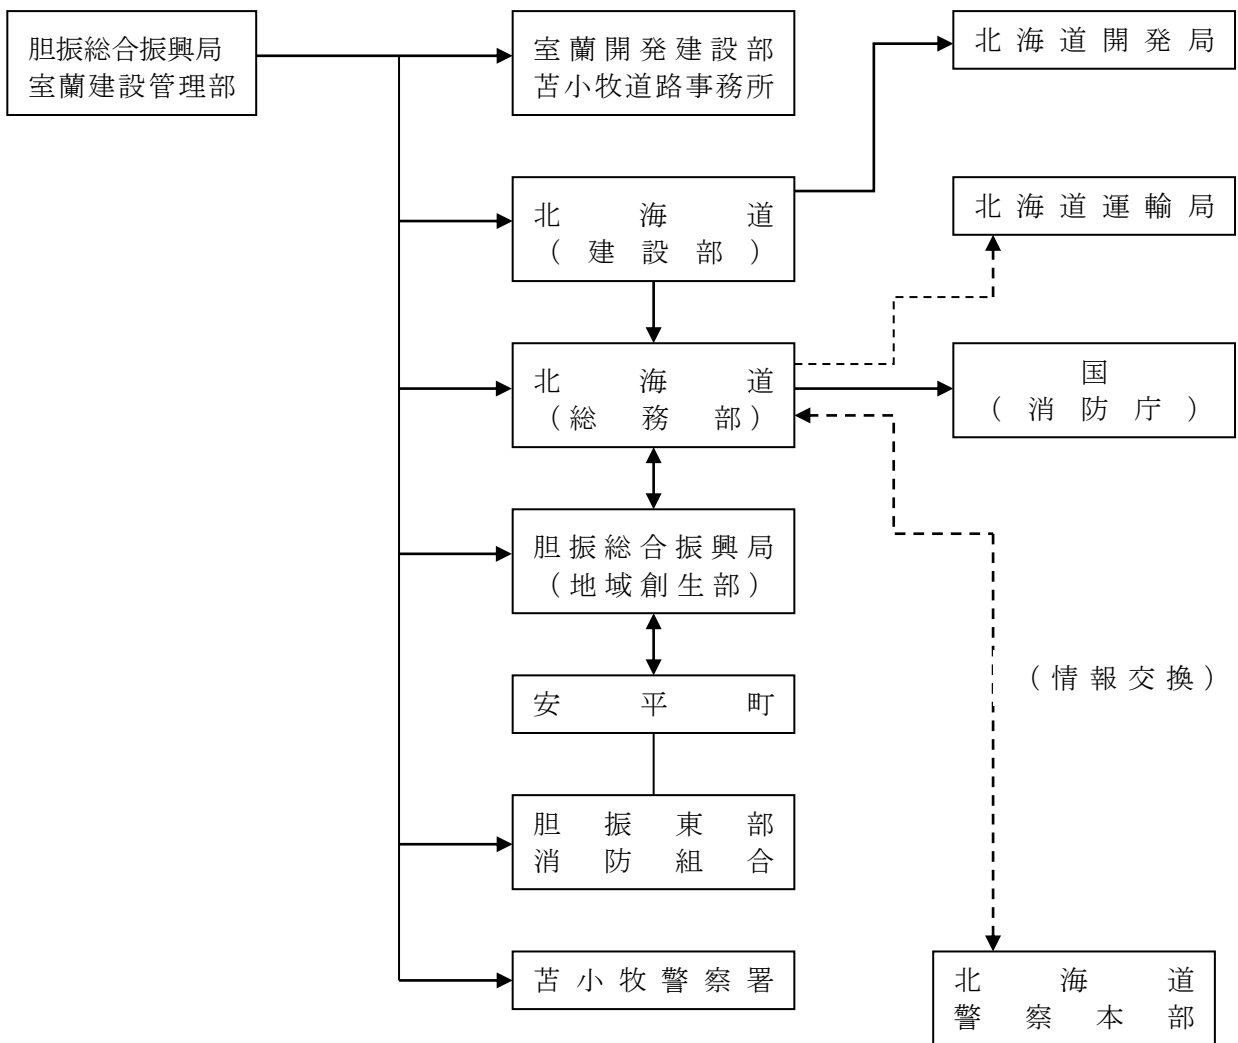 胆振総合振興局
室蘭建設管理部
室蘭開発建設部
苫小牧道路事務所
北海道開発局
北海道
（建設部）
北海道運輸局
北海道
（総務部）
国
（消防庁）
胆振総合振興局
（地域創生部）
安平町
（情報交換）
胆振東部
消防組合
苫小牧警察署
北海道
警察本部